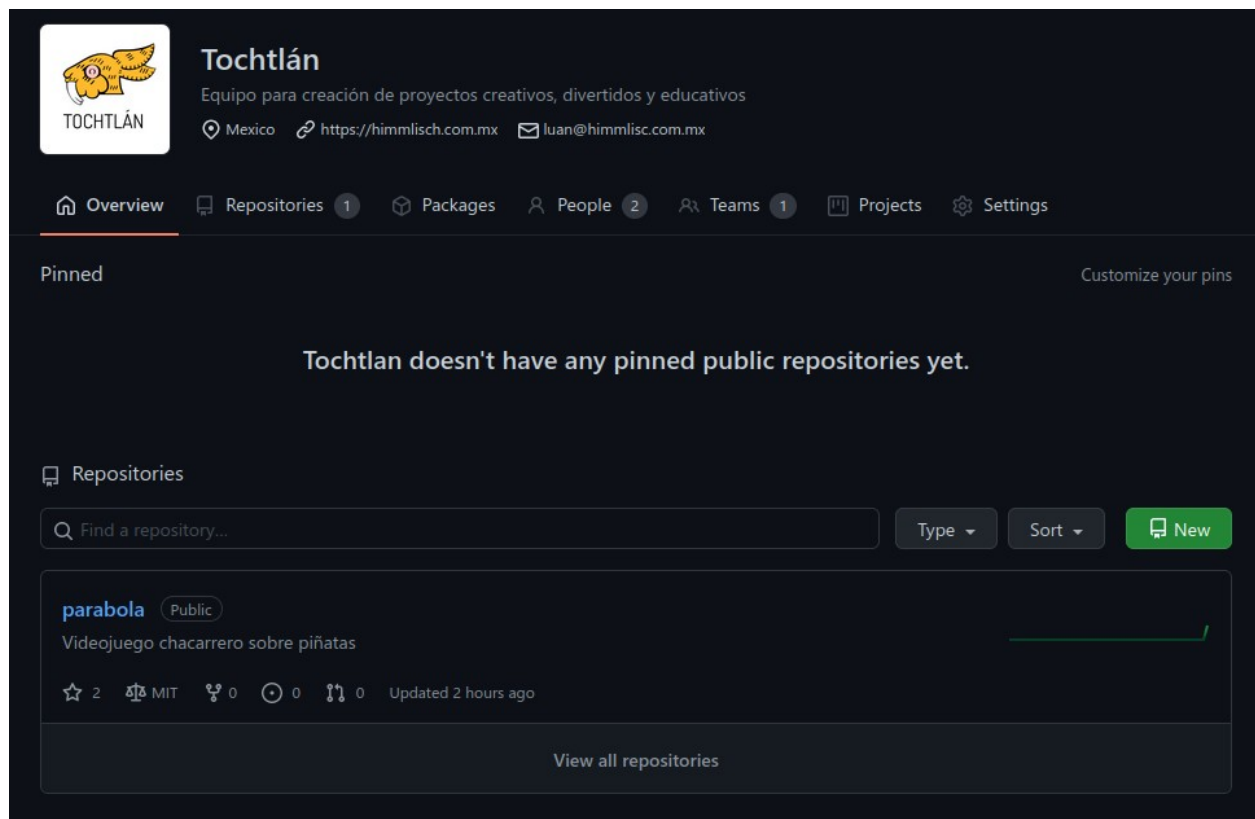 TOCHTLÁN
Tochtlán
Equipo para creación de proyectos creativos, divertidos y educativos
Mexico https://himmlisch.com.mx luan@himmlisc.com.mx
Overview Repositories 1 Packages People 2 Teams 1 Projects Settings
Pinned Customize your pins
Tochtlan doesn't have any pinned public repositories yet.
Repositories
Find a repository... Type Sort New
parabola Public
Videojuego chacarrero sobre piñatas
2 MIT 0 0 0 Updated 2 hours ago
View all repositories